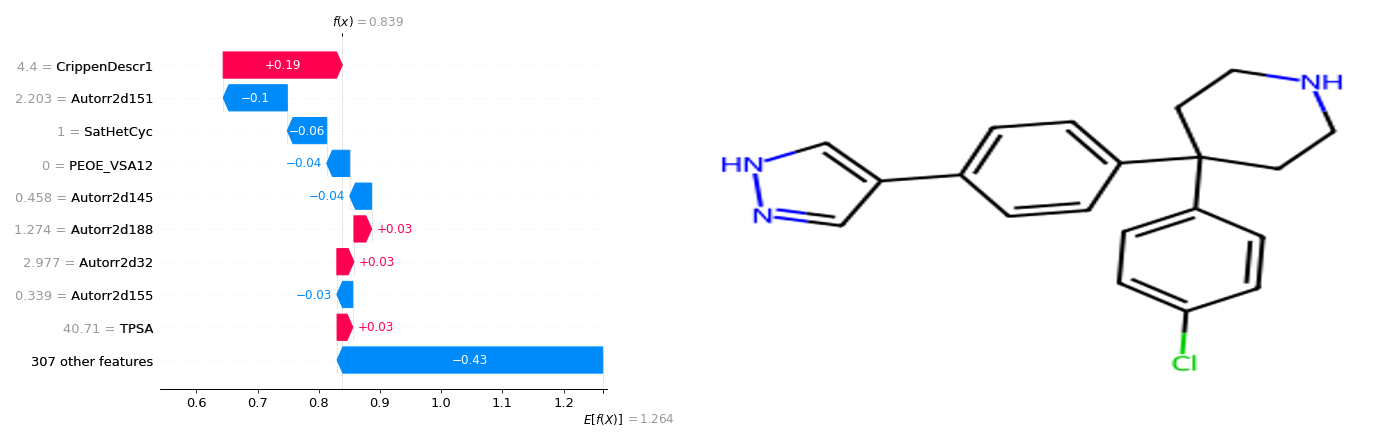 f(x) = 0.839
4.4 = CrippenDescr1
+0.19
2.203 = Autorr2d151
−0.1
1 = SatHetCyc
−0.06
0 = PEOE_VSA12
−0.04
0.458 = Autorr2d145
−0.04
1.274 = Autorr2d188
+0.03
2.977 = Autorr2d32
+0.03
0.339 = Autorr2d155
−0.03
40.71 = TPSA
+0.03
307 other features
−0.43
0.6 0.7 0.8 0.9 1.0 1.1 1.2
E[f(X)] = 1.264
NH
HN
N
Cl